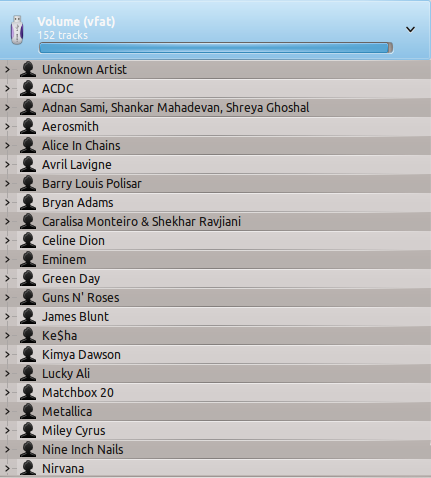 Volume (vfat)
152 tracks
Unknown Artist
ACDC
Adnan Sami, Shankar Mahadevan, Shreya Ghoshal
Aerosmith
Alice In Chains
Avril Lavigne
Barry Louis Polisar
Bryan Adams
Caralisa Monteiro & Shekhar Ravjiani
Celine Dion
Eminem
Green Day
Guns N' Roses
James Blunt
Ke$ha
Kimya Dawson
Lucky Ali
Matchbox 20
Metallica
Miley Cyrus
Nine Inch Nails
Nirvana